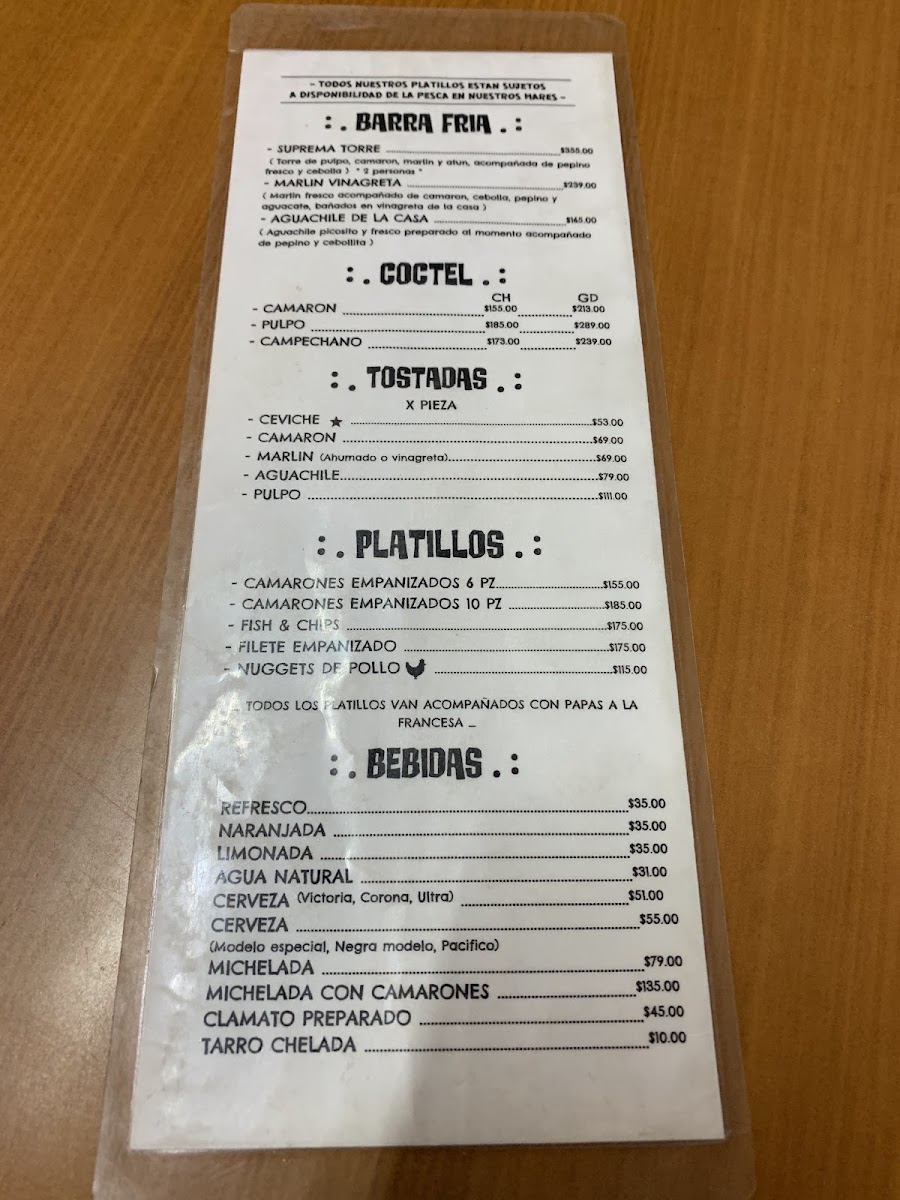 - TODOS NUESTROS PLATILLOS ESTAN SUJETOS
A DISPONIBILIDAD DE LA PESCA EN NUESTROS MARES -
:. BARRA FRIA .:
- SUPREMA TORRE ........ $355.00
( Torre de pulpo, camaron, marlin y atun, acompañada de pepino
fresco y cebolla ) * 2 personas *
- MARLIN VINAGRETA ........ $239.00
( Marlin fresco acompañado de camaron, cebolla, pepino y
aguacate, bañados en vinagreta de la casa )
- AGUACHILE DE LA CASA ........ $165.00
( Aguachile picosito y fresco preparado al momento acompañado
de pepino y cebollita )
:. COCTEL .:
CH GD
- CAMARON ........ $155.00 ........ $213.00
- PULPO ........ $185.00 ........ $289.00
- CAMPECHANO ........ $173.00 ........ $239.00
:. TOSTADAS .:
X PIEZA
- CEVICHE ★ ........ $53.00
- CAMARON ........ $69.00
- MARLIN (Ahumado o vinagreta)........ $69.00
- AGUACHILE........ $79.00
- PULPO ........ $111.00
:. PLATILLOS .:
- CAMARONES EMPANIZADOS 6 PZ........ $155.00
- CAMARONES EMPANIZADOS 10 PZ ........ $185.00
- FISH & CHIPS ........ $175.00
- FILETE EMPANIZADO ........ $175.00
- NUGGETS DE POLLO ........ $115.00
TODOS LOS PLATILLOS VAN ACOMPAÑADOS CON PAPAS A LA
FRANCESA _
:. BEBIDAS .:
REFRESCO........ $35.00
NARANJADA ........ $35.00
LIMONADA ........ $35.00
AGUA NATURAL ........ $31.00
CERVEZA (Victoria, Corona, Ultra) ........ $51.00
CERVEZA ........ $55.00
(Modelo especial, Negra modelo, Pacifico)
MICHELADA ........ $79.00
MICHELADA CON CAMARONES ........ $135.00
CLAMATO PREPARADO ........ $45.00
TARRO CHELADA ........ $10.00